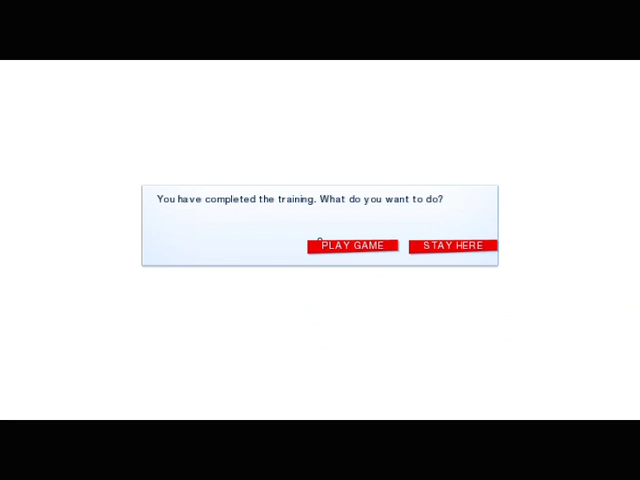 You have completed the training. What do you want to do?
PLAY GAME
STAY HERE